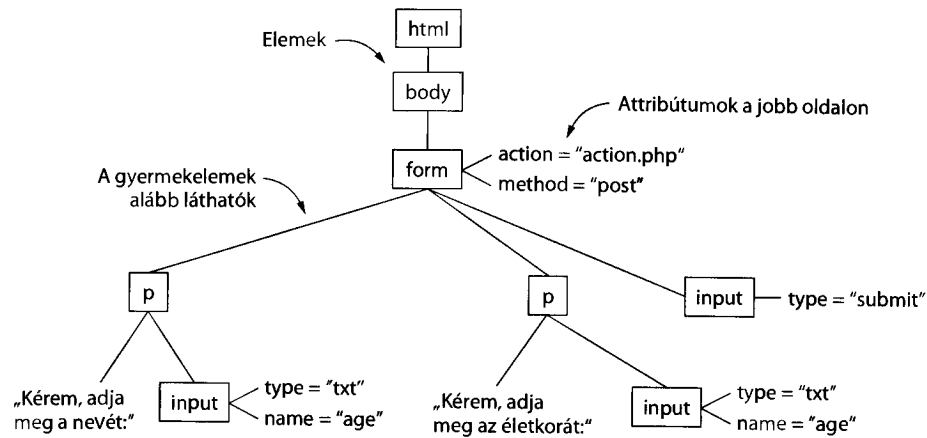 html
Elemek
body
Attribútumok a jobb oldalon
form
action = “action.php“
method = “post”
A gyermekelemek
alább láthatók
p
p
input
type = “submit”
„Kérem, adja
meg a nevét:“
input
type = ”txt”
name = “age”
„Kérem, adja
meg az életkorát:“
input
type = “txt”
name = ”age”